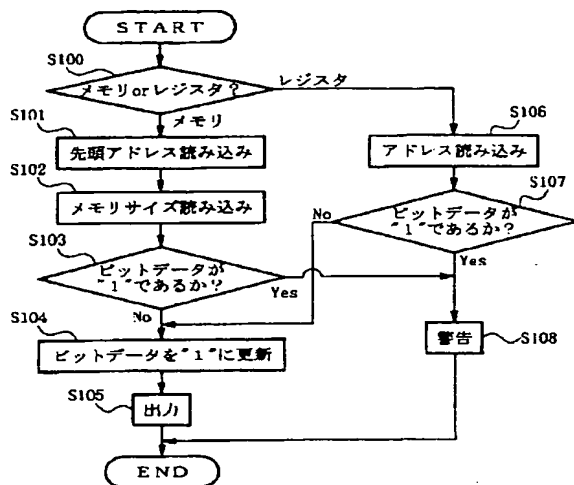 START
S100
メモリorレジスタ?
レジスタ
メモリ
S101
先頭アドレス読み込み
S106
アドレス読み込み
S102
メモリサイズ読み込み
S107
ビットデータが
"1"であるか?
No
Yes
S103
ビットデータが
"1"であるか?
Yes
No
S104
ビットデータを"1"に更新
警告
S108
S105
出力
END